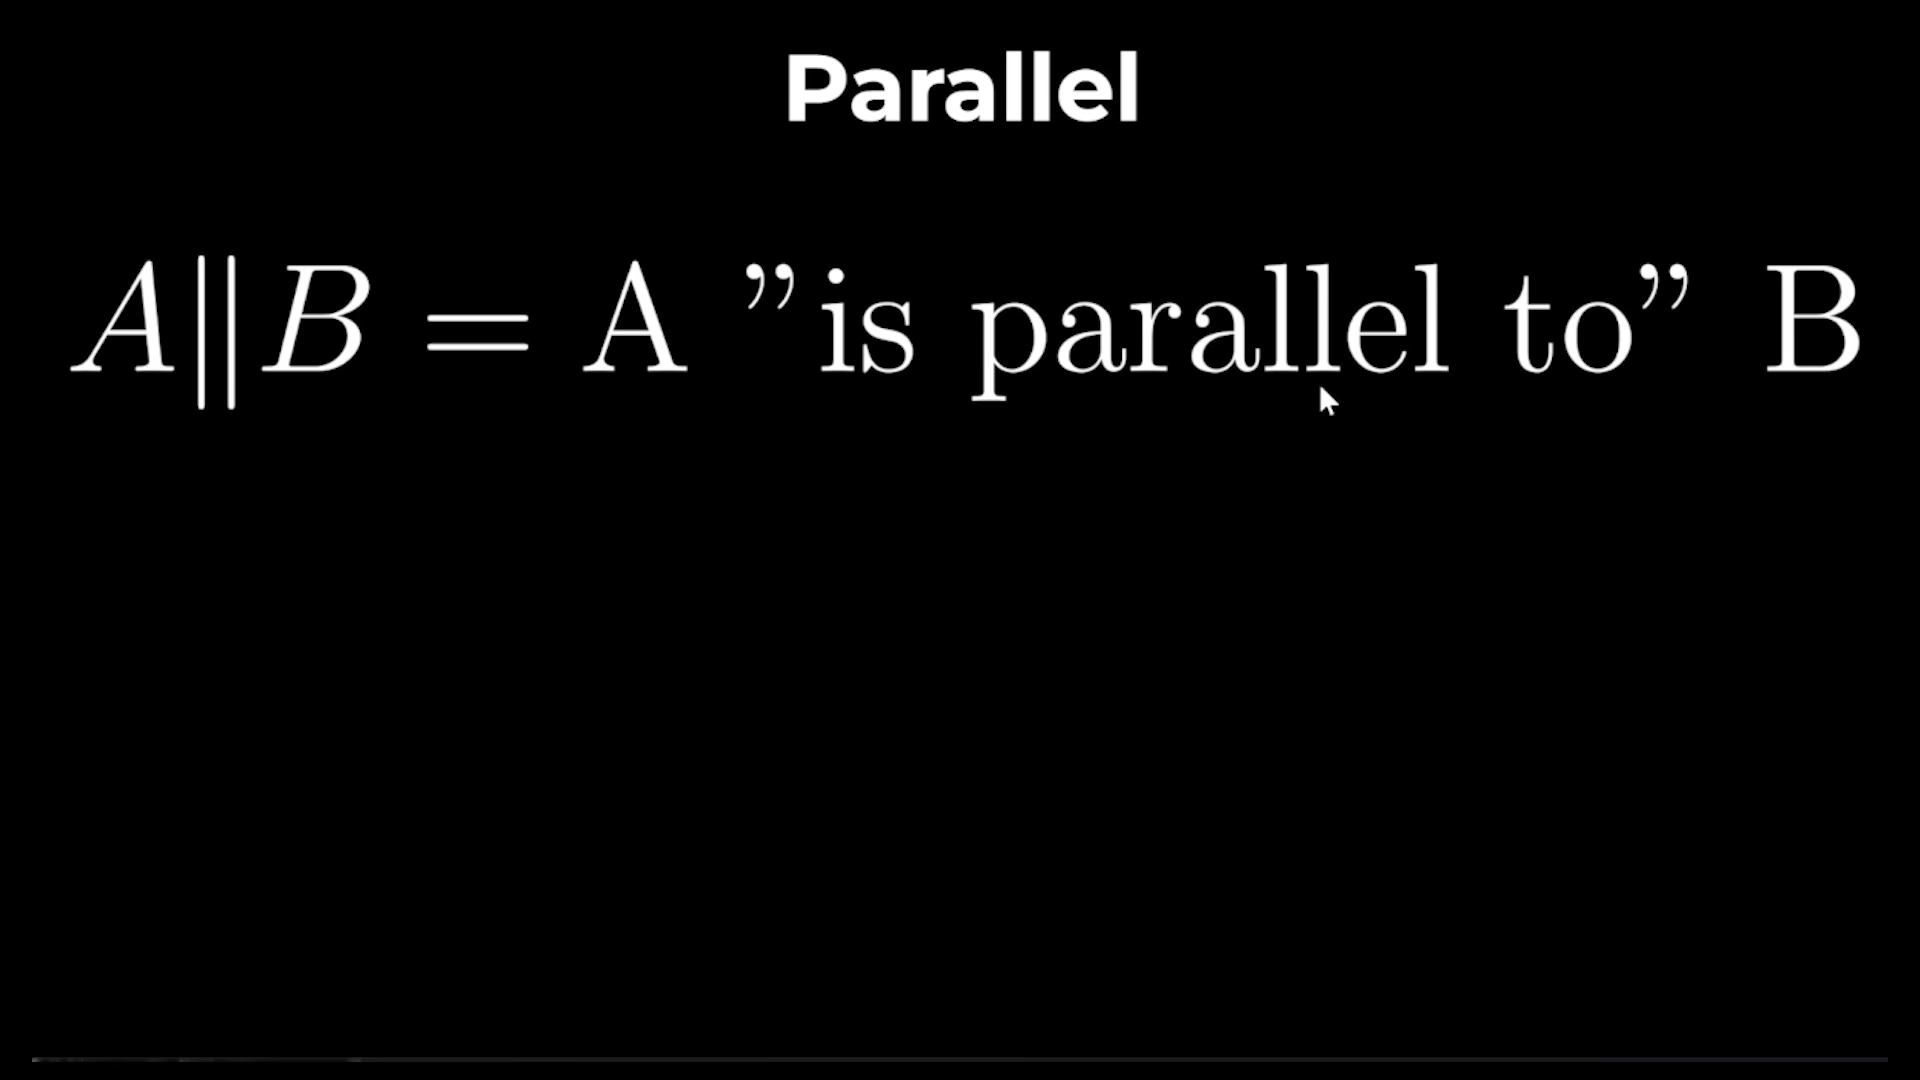 Parallel
A∥B = A ”is parallel to” B